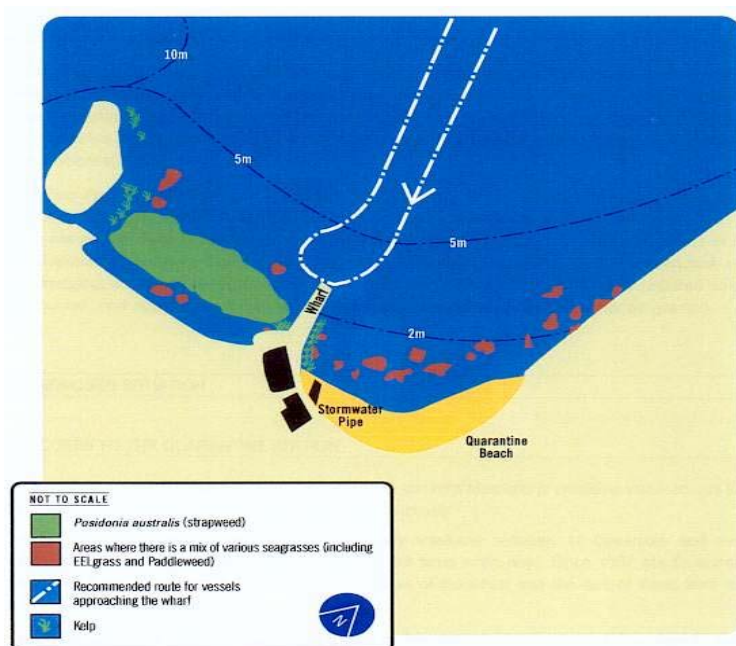 10m
5m
5m
Wharf
2m
Stormwater
Pipe
Quarantine
Beach
NOT TO SCALE
Posidonia australis (strapweed)
Areas where there is a mix of various seagrasses (including
EELgrass and Paddleweed)
Recommended route for vessels
approaching the wharf
Kelp
N